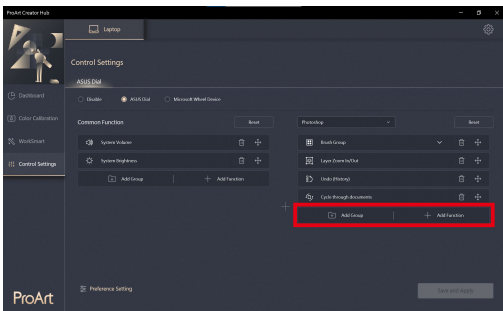 ProArt Creator Hub
Laptop
Control Settings
ASUS Dial
Dashboard
Disable
ASUS Dial
Microsoft Wheel Device
Color Calibration
Common Function
Reset
Photoshop
Reset
WorkSmart
System Volume
Brush Group
Control Settings
System Brightness
Layer Zoom In/Out
Add Group
Add Function
Undo (History)
Cycle through documents
Add Group
Add Function
Preference Setting
Save and Apply
ProArt